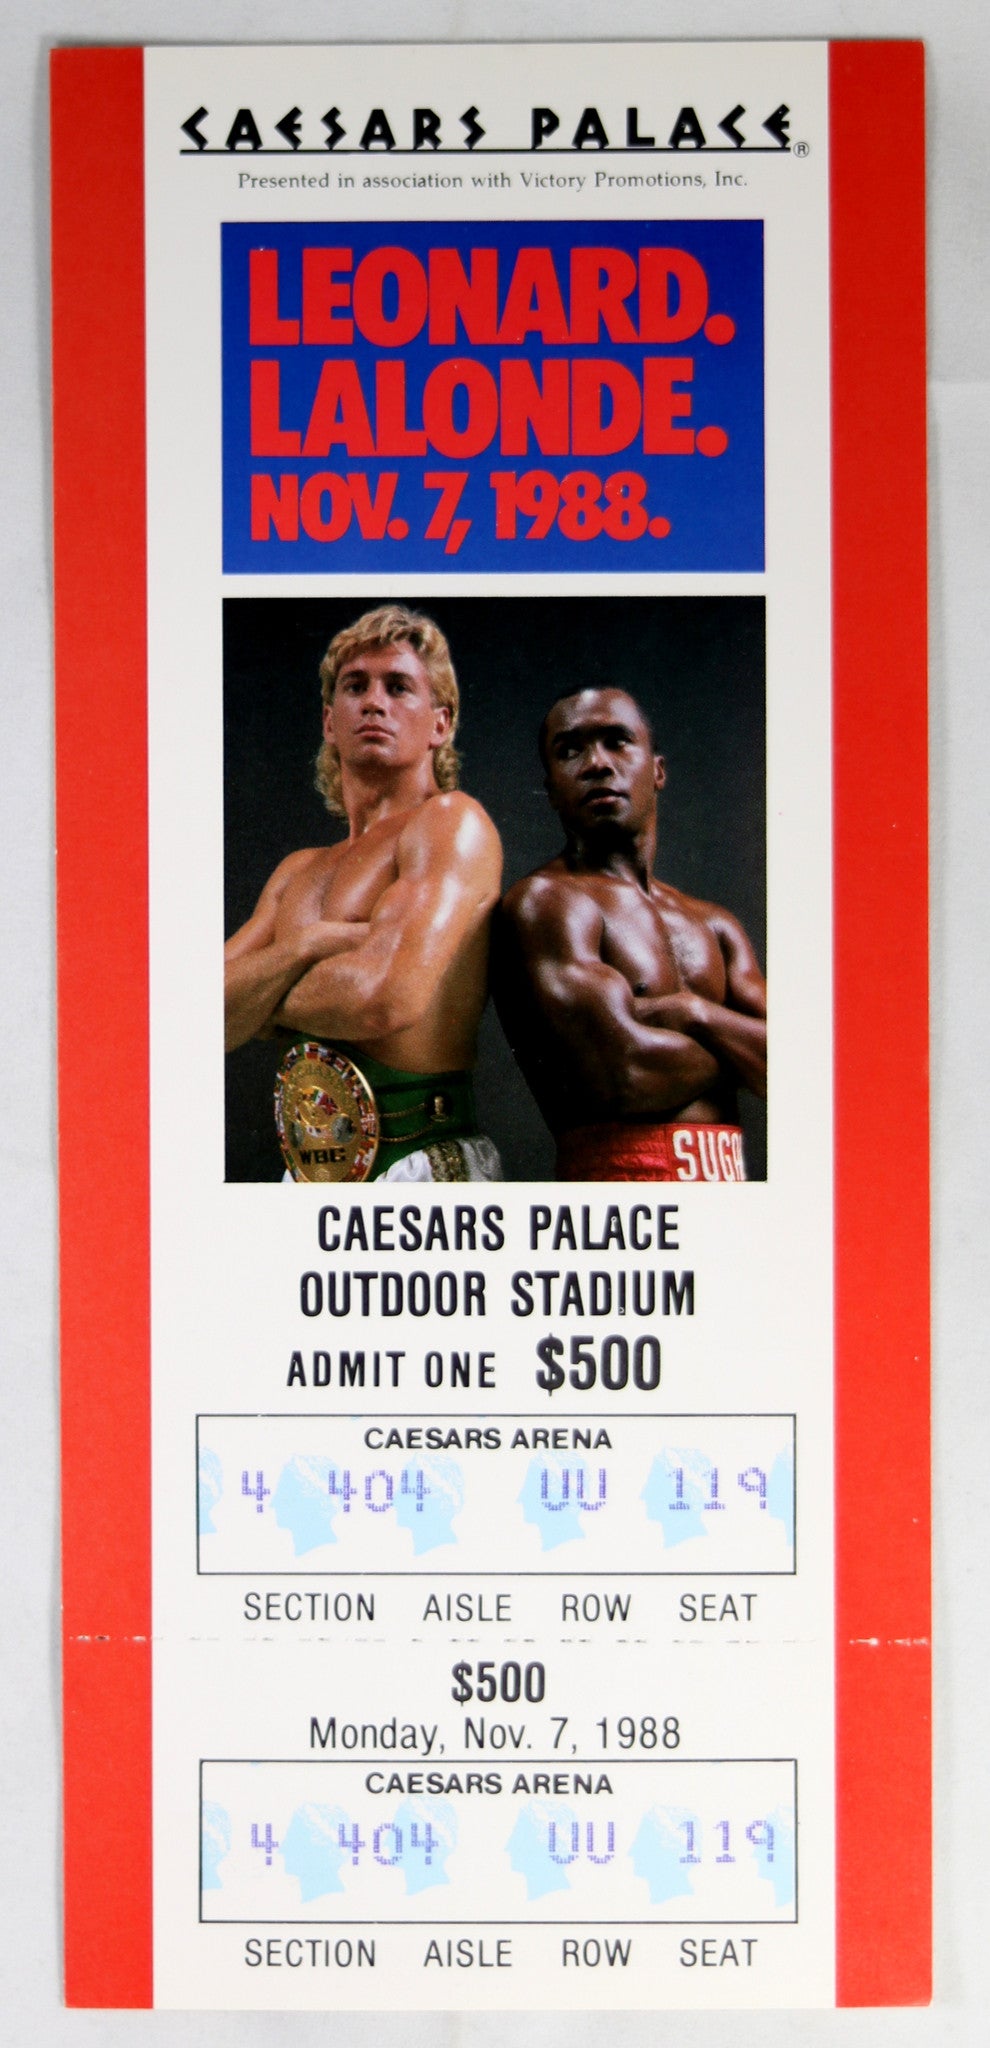 CAESARS PALACE®
Presented in association with Victory Promotions, Inc.
LEONARD.
LALONDE.
NOV. 7, 1988.
WBC
SUGA
CAESARS PALACE
OUTDOOR STADIUM
ADMIT ONE $500
CAESARS ARENA
4 404 UU 119
SECTION AISLE ROW SEAT
$500
Monday, Nov. 7, 1988
CAESARS ARENA
4 404 UU 119
SECTION AISLE ROW SEAT